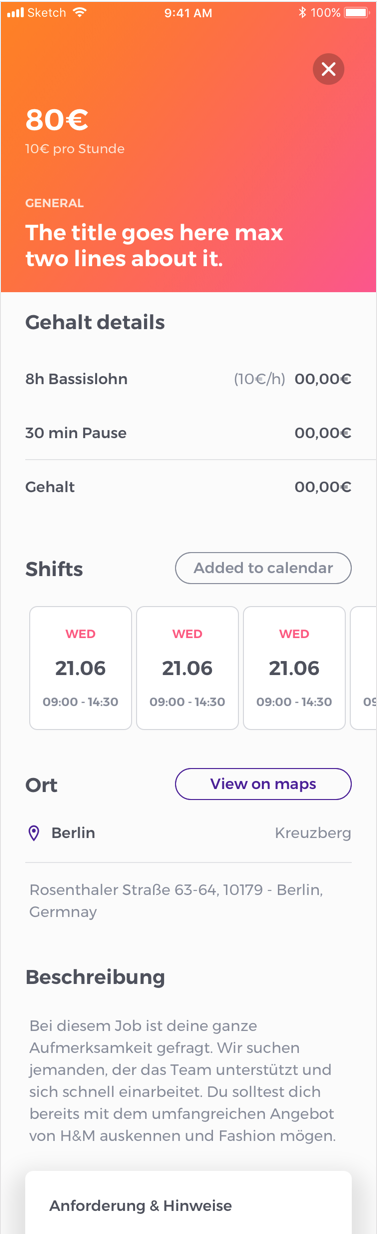 Sketch 9:41 AM 100%
80€
10€ pro Stunde
GENERAL
The title goes here max
two lines about it.
Gehalt details
8h Bassislohn (10€/h) 00,00€
30 min Pause 00,00€
Gehalt 00,00€
Shifts Added to calendar
WED WED WED
21.06 21.06 21.06
09:00 - 14:30 09:00 - 14:30 09:00 - 14:30 09
Ort View on maps
Berlin Kreuzberg
Rosenthaler Straße 63-64, 10179 - Berlin,
Germnay
Beschreibung
Bei diesem Job ist deine ganze
Aufmerksamkeit gefragt. Wir suchen
jemanden, der das Team unterstützt und
sich schnell einarbeitet. Du solltest dich
bereits mit dem umfangreichen Angebot
von H&M auskennen und Fashion mögen.
Anforderung & Hinweise